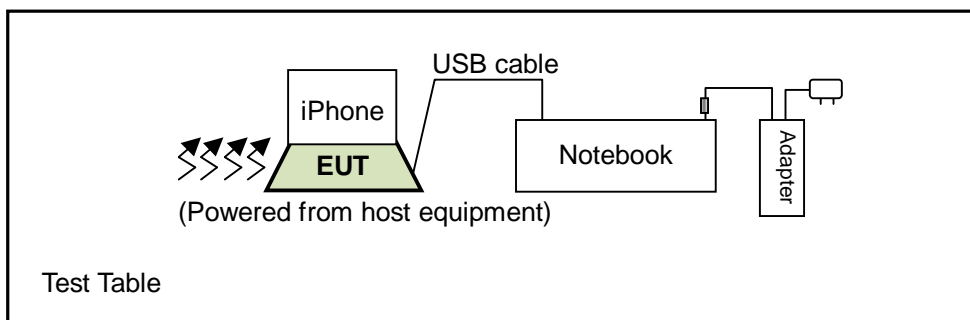 USB cable
iPhone
EUT
Notebook
Adapter
(Powered from host equipment)
Test Table